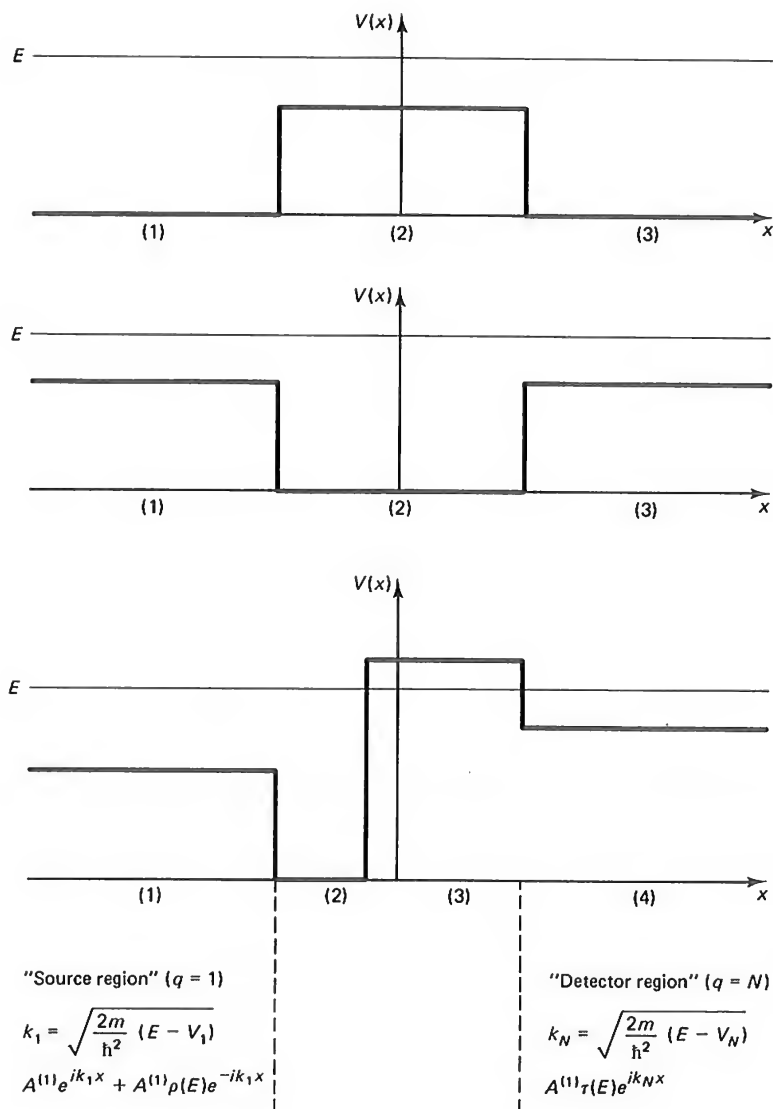 V(x)
E
(1) (2) (3) x
V(x)
E
(1) (2) (3) x
V(x)
E
(1) (2) (3) (4) x
"Source region" (q = 1) "Detector region" (q = N)
k₁ = √(2m/ħ² (E − V₁)) k_N = √(2m/ħ² (E − V_N))
A⁽¹⁾e^{ik₁x} + A⁽¹⁾ρ(E)e^{−ik₁x} A⁽¹⁾τ(E)e^{ik_Nx}